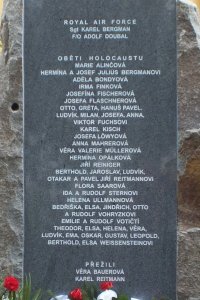 ROYAL AIR FORCE
Sgt KAREL BERGMAN
F/O ADOLF DOUBAL
OBĚTI HOLOCAUSTU
MARIE ALINČOVÁ
HERMÍNA A JOSEF JULIUS BERGMANOVI
ADÉLA BONDYOVÁ
IRMA FINKOVÁ
JOSEFÍNA FISCHEROVÁ
JOSEFA FLASCHNEROVÁ
OTTO, GRÉTA, HANUŠ PAVEL,
LUDVÍK, MILAN JOSEFA, ANNA,
VIKTOR FUCHSOVI
KAREL KISCH
JOSEFA LÖWYOVÁ
ANNA MAHREROVÁ
VĚRA VALERIE MÜLLEROVÁ
HERMÍNA OPÁLKOVÁ
JIŘÍ REINIGER
BERTHOLD, JAROSLAV, LUDVÍK,
OTAKAR A PAVEL JIŘÍ REITMANNOVI
FLORA SAAROVÁ
IDA A RUDOLF STERNOVI
HELENA ULLMANNOVÁ
BEDŘIŠKA, ELSA, JINDŘICH, OTTO
A RUDOLF VOHRYZKOVI
EMILIE A RUDOLF VOTIČTÍ
THEODOR, ELSA, HELENA, VĚRA,
LUDVÍK, EMA, OSKAR, GUSTAV, LEOPOLD,
BERTHOLD, ELSA WEISSENSTEINOVI
PŘEŽILI
VĚRA BAUEROVÁ
KAREL REITMANN